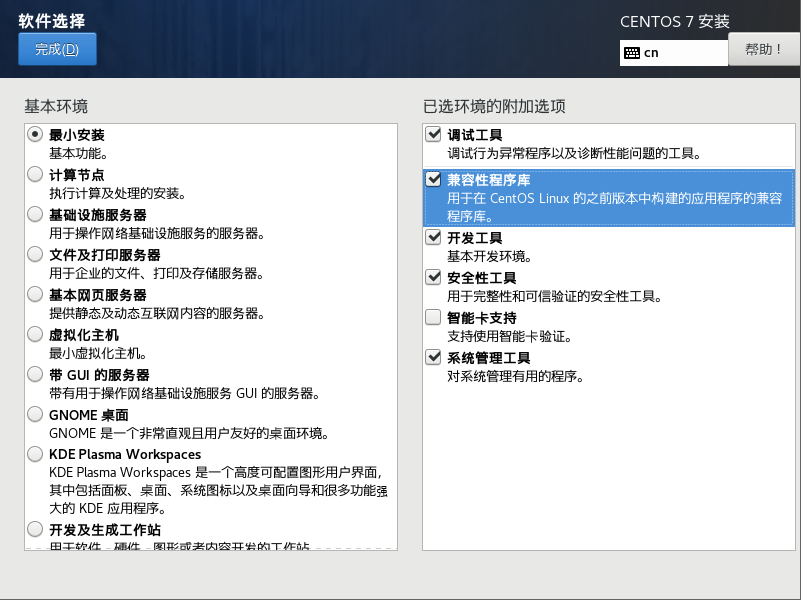 软件选择
CENTOS 7 安装
完成(D)
cn
帮助！
基本环境
最小安装
基本功能。
计算节点
执行计算及处理的安装。
基础设施服务器
用于操作网络基础设施服务的服务器。
文件及打印服务器
用于企业的文件、打印及存储服务器。
基本网页服务器
提供静态及动态互联网内容的服务器。
虚拟化主机
最小虚拟化主机。
带 GUI 的服务器
带有用于操作网络基础设施服务 GUI 的服务器。
GNOME 桌面
GNOME 是一个非常直观且用户友好的桌面环境。
KDE Plasma Workspaces
KDE Plasma Workspaces 是一个高度可配置图形用户界面，
其中包括面板、桌面、系统图标以及桌面向导和很多功能强
大的 KDE 应用程序。
开发及生成工作站
用于软件、硬件、图形或者内容开发的工作站
已选环境的附加选项
调试工具
调试行为异常程序以及诊断性能问题的工具。
兼容性程序库
用于在 CentOS Linux 的之前版本中构建的应用程序的兼容
程序库。
开发工具
基本开发环境。
安全性工具
用于完整性和可信验证的安全性工具。
智能卡支持
支持使用智能卡验证。
系统管理工具
对系统管理有用的程序。